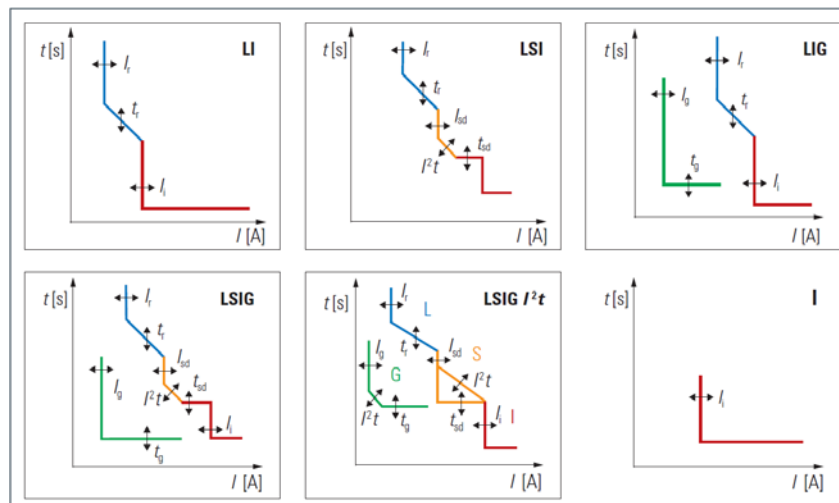 LI
t [s]
Ir
tr
Ii
I [A]
LSI
t [s]
Ir
tr
Isd
I²t
tsd
I [A]
LIG
t [s]
Ir
Ig
tr
tg
Ii
I [A]
LSIG
t [s]
Ir
tr
Isd
Ig
I²t
tsd
Ii
tg
I [A]
LSIG I²t
t [s]
Ir
L
tr
Isd
Ig
S
G
I²t
I²t
tsd
Ii
I
tg
I [A]
I
t [s]
Ii
I [A]